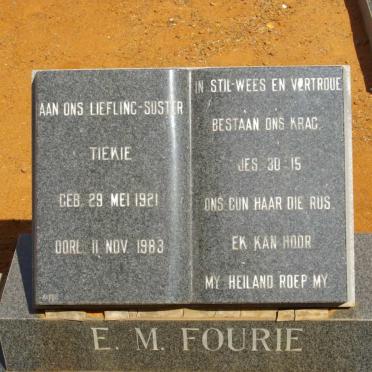 AAN ONS LIEFLING-SUSTER
TIEKIE
GEB. 29 MEI 1921
OORL. 11 NOV. 1983
IN STIL-WEES EN VERTROUE
BESTAAN ONS KRAG.
JES. 30-15
ONS GUN HAAR DIE RUS.
EK KAN HOOR
MY HEILAND ROEP MY
E. M. FOURIE